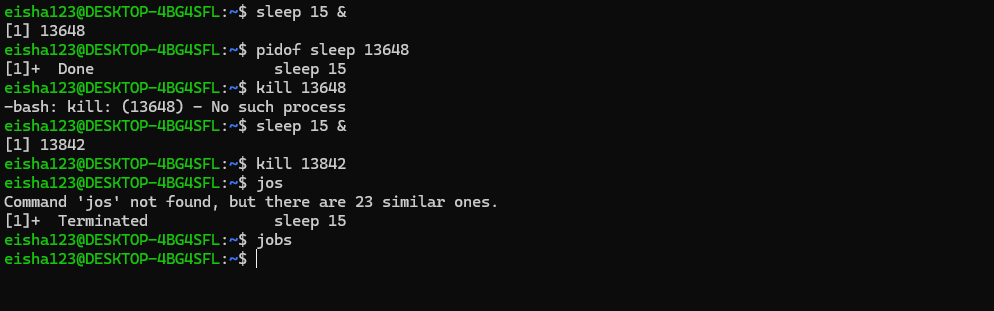 eisha123@DESKTOP-4BG4SFL:~$ sleep 15 &
[1] 13648
eisha123@DESKTOP-4BG4SFL:~$ pidof sleep 13648
[1]+  Done                    sleep 15
eisha123@DESKTOP-4BG4SFL:~$ kill 13648
-bash: kill: (13648) - No such process
eisha123@DESKTOP-4BG4SFL:~$ sleep 15 &
[1] 13842
eisha123@DESKTOP-4BG4SFL:~$ kill 13842
eisha123@DESKTOP-4BG4SFL:~$ jos
Command 'jos' not found, but there are 23 similar ones.
[1]+  Terminated              sleep 15
eisha123@DESKTOP-4BG4SFL:~$ jobs
eisha123@DESKTOP-4BG4SFL:~$